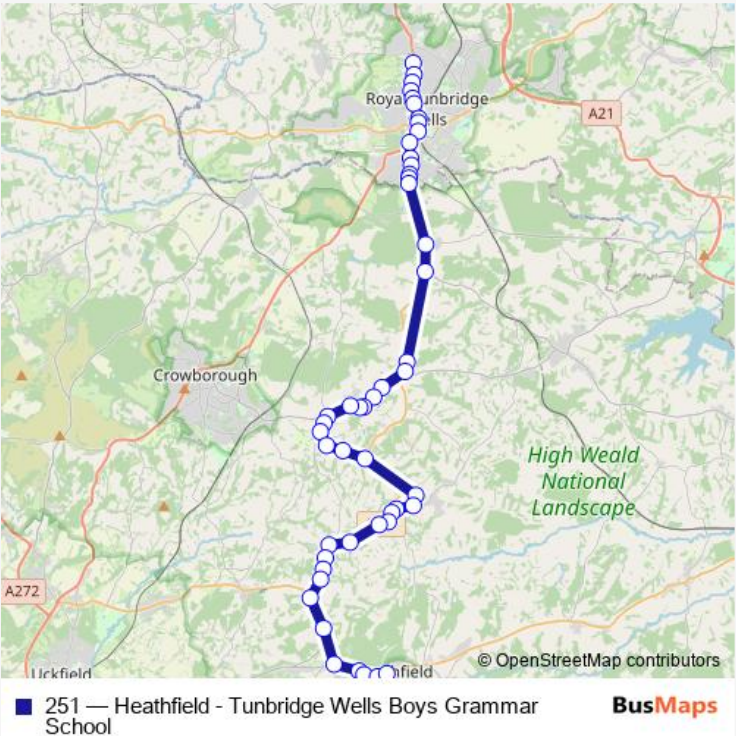 Royal Tunbridge
Wells
A21
Crowborough
High Weald
National
Landscape
A272
Uckfield
© OpenStreetMap contributors
251 — Heathfield - Tunbridge Wells Boys Grammar
School
BusMaps